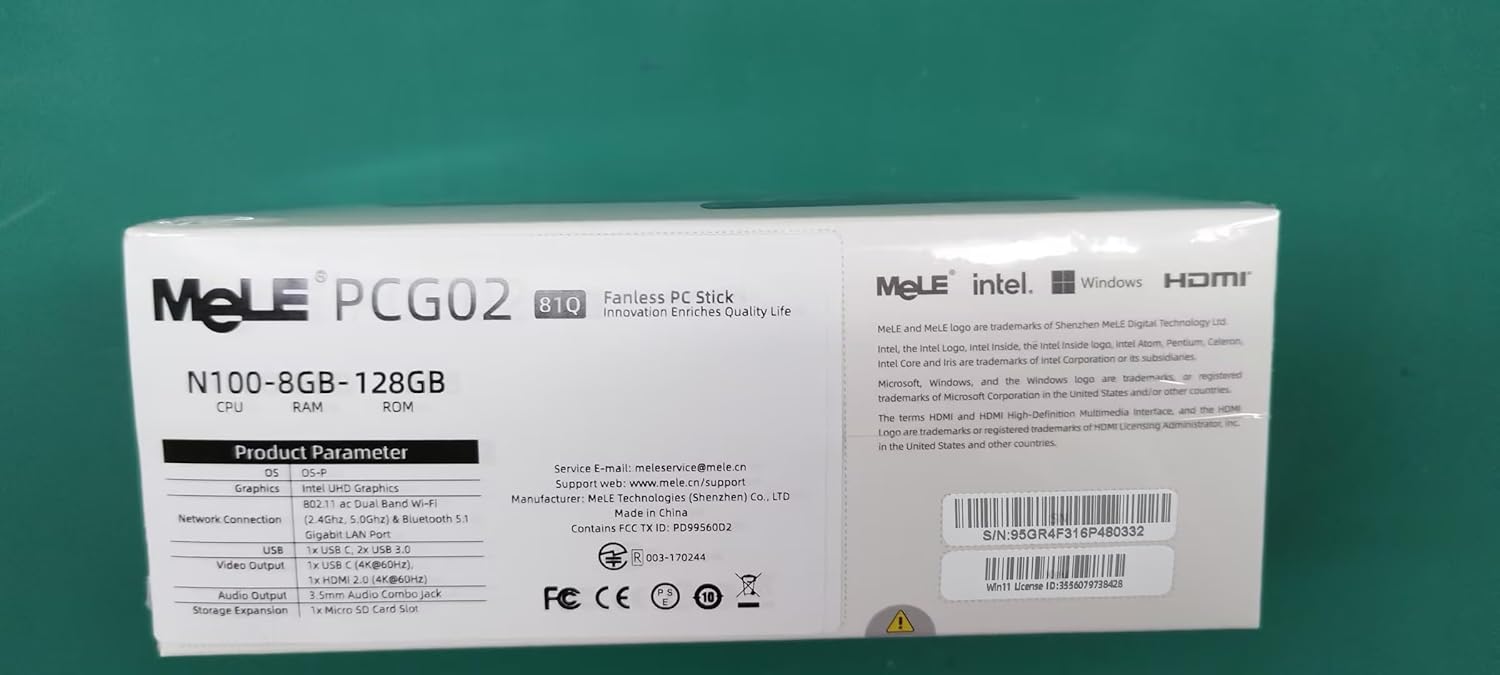 MeLE® PCG02 81Q Fanless PC Stick
Innovation Enriches Quality Life
N100-8GB-128GB
CPU RAM ROM
Product Parameter
OS OS-P
Graphics Intel UHD Graphics
Network Connection 802.11 ac Dual Band Wi-Fi
(2.4Ghz, 5.0Ghz) & Bluetooth 5.1
Gigabit LAN Port
USB 1x USB C, 2x USB 3.0
Video Output 1x USB C (4K@60Hz),
1x HDMI 2.0 (4K@60Hz)
Audio Output 3.5mm Audio Combo Jack
Storage Expansion 1x Micro SD Card Slot
Service E-mail: meleservice@mele.cn
Support web: www.mele.cn/support
Manufacturer: MeLE Technologies (Shenzhen) Co., LTD
Made in China
Contains FCC TX ID: PD99560D2
R 003-170244
FC CE PSE 10
MeLE® intel. Windows HDMI®
MeLE and MeLE logo are trademarks of Shenzhen MeLE Digital Technology Ltd.
Intel, the Intel Logo, Intel Inside, the Intel Inside logo, Intel Atom, Pentium, Celeron,
Intel Core and Iris are trademarks of Intel Corporation or its subsidiaries.
Microsoft, Windows, and the Windows logo are trademarks, or registered
trademarks of Microsoft Corporation in the United States and/or other countries.
The terms HDMI and HDMI High-Definition Multimedia Interface, and the HDMI
Logo are trademarks or registered trademarks of HDMI Licensing Administrator, Inc.
in the United States and other countries.
S/N:95GR4F316P480332
Win11 License ID:3556079738428